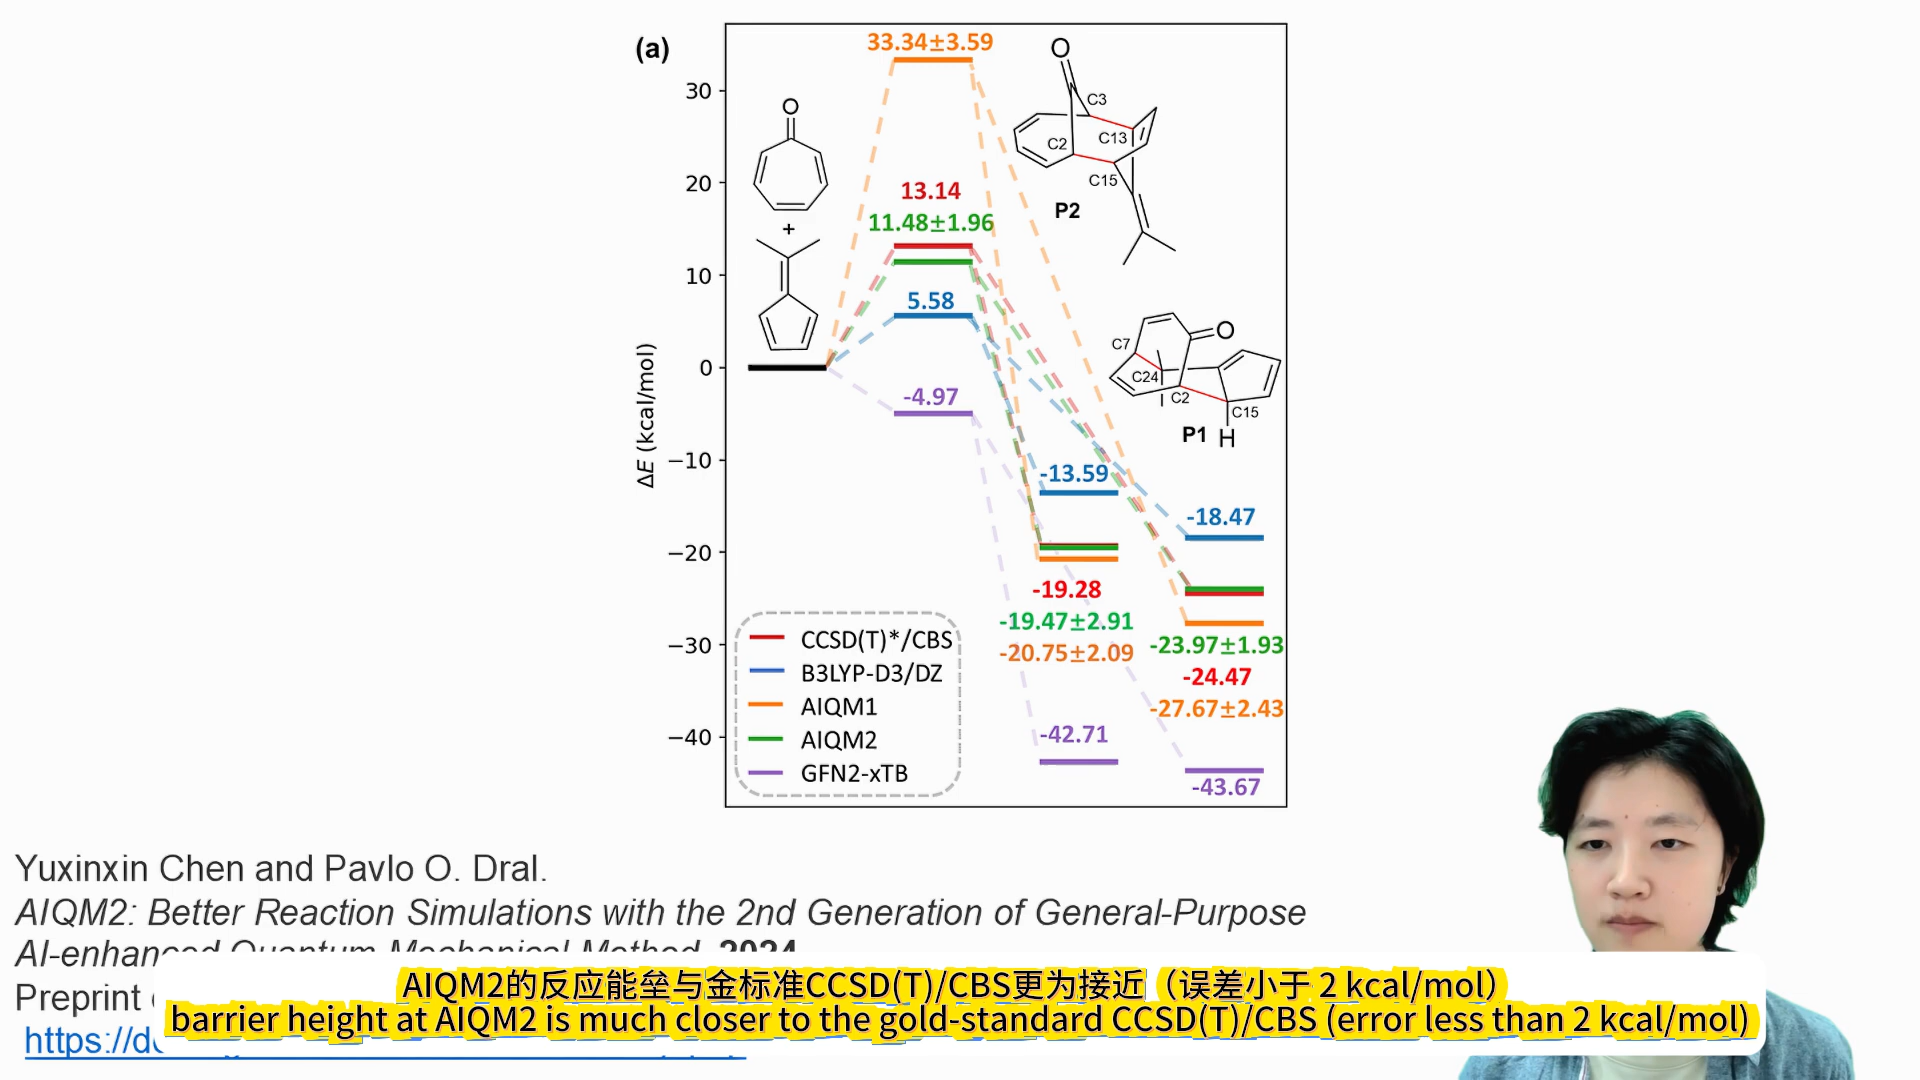 (a)
33.34±3.59
O
30
C3
C13
C2
O
20
13.14
C15
11.48±1.96
P2
+
10
5.58
O
C7
0
C24
C2
C15
-4.97
P1
H
ΔE (kcal/mol)
−10
-13.59
-18.47
−20
-19.28
-19.47±2.91
-20.75±2.09
-23.97±1.93
-24.47
-27.67±2.43
−30
CCSD(T)*/CBS
B3LYP-D3/DZ
AIQM1
AIQM2
GFN2-xTB
−40
-42.71
-43.67
Yuxinxin Chen and Pavlo O. Dral.
AIQM2: Better Reaction Simulations with the 2nd Generation of General-Purpose
AI-enhanced Quantum Mechanical Method. 2024.
Preprint
https://do
AIQM2的反应能垒与金标准CCSD(T)/CBS更为接近（误差小于 2 kcal/mol）
barrier height at AIQM2 is much closer to the gold-standard CCSD(T)/CBS (error less than 2 kcal/mol)